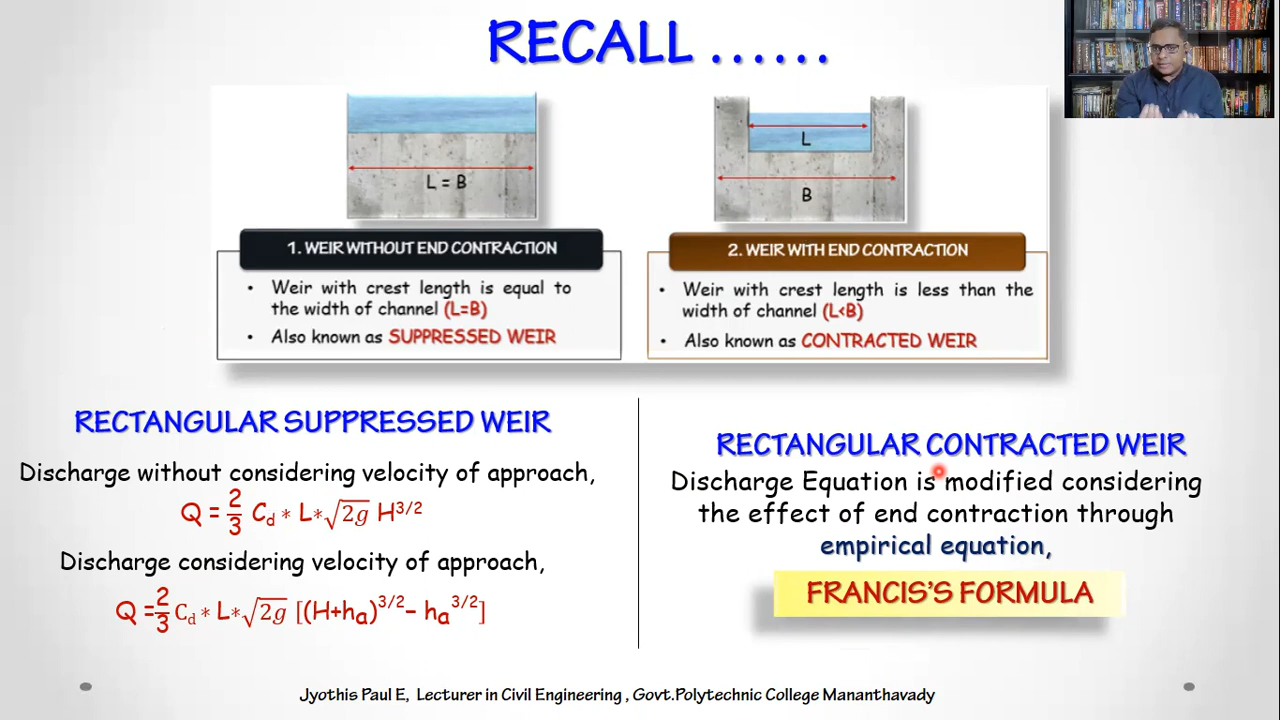 RECALL ......
L = B
L
B
1. WEIR WITHOUT END CONTRACTION
• Weir with crest length is equal to
the width of channel (L=B)
• Also known as SUPPRESSED WEIR
2. WEIR WITH END CONTRACTION
• Weir with crest length is less than the
width of channel (L<B)
• Also known as CONTRACTED WEIR
RECTANGULAR SUPPRESSED WEIR
Discharge without considering velocity of approach,
Q = 2/3 Cd * L*√2g H^3/2
Discharge considering velocity of approach,
Q =2/3 Cd * L*√2g [(H+ha)^3/2– ha^3/2]
RECTANGULAR CONTRACTED WEIR
Discharge Equation is modified considering
the effect of end contraction through
empirical equation,
FRANCIS'S FORMULA
Jyothis Paul E, Lecturer in Civil Engineering , Govt.Polytechnic College Mananthavady